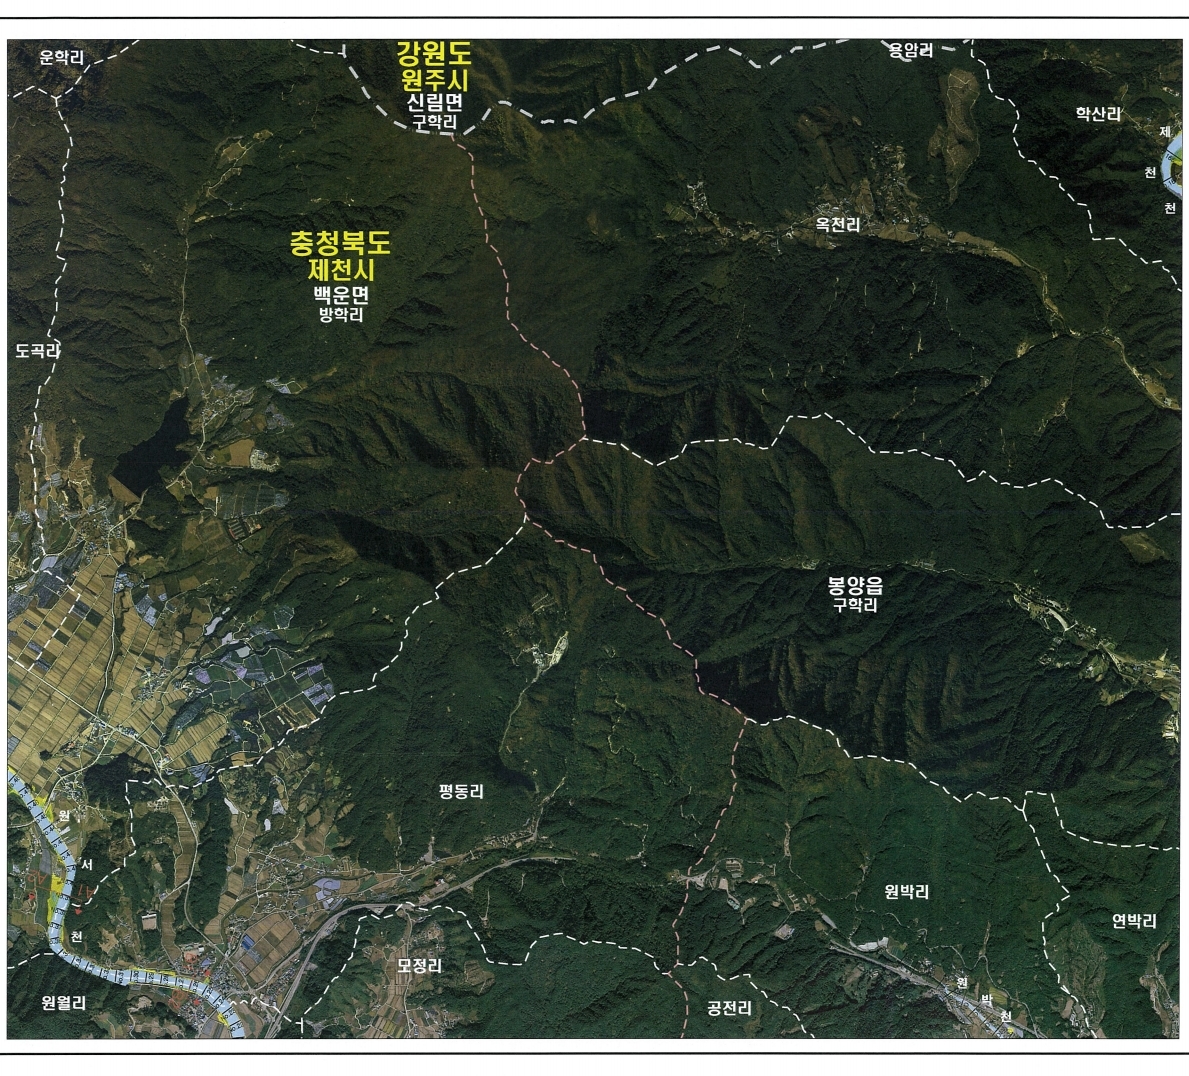 운학리
강원도
원주시
신림면
구학리
용암리
학산리
제
천
천
옥전리
충청북도
제천시
백운면
방학리
도곡리
봉양읍
구학리
평동리
원
서
천
원박리
연박리
모정리
원월리
공전리
원
박
천